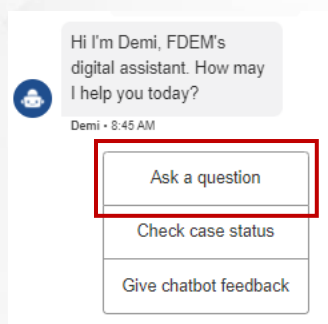 Hi I'm Demi, FDEM's
digital assistant. How may
I help you today?
Demi • 8:45 AM
Ask a question
Check case status
Give chatbot feedback